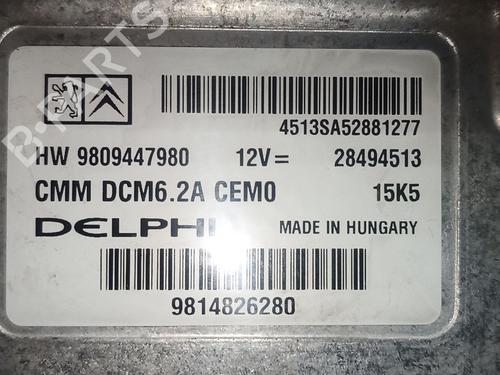 4513SA52881277
HW 9809447980 12V= 28494513
CMM DCM6.2A CEM0 15K5
DELPHI MADE IN HUNGARY
9814826280
B-PARTS